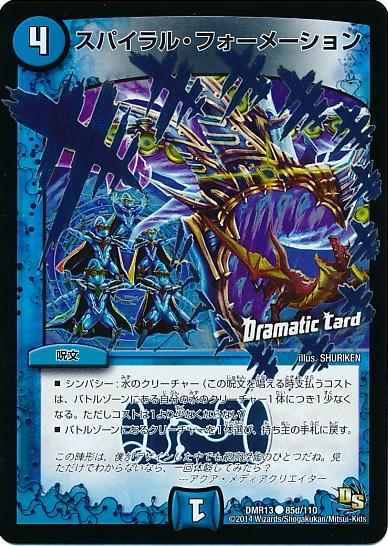 4 スパイラル・フォーメーション
Dramatic Card
illus. SHURIKEN
呪文
■ シンパシー：水のクリーチャー（この呪文を唱える時支払うコスト
は、バトルゾーンにある自分の水のクリーチャー1体につき1少なく
なる。ただしコストは1より少なくならない）
■ バトルゾーンにあるクリーチャーを1体選び、持ち主の手札に戻す。
この陣形は、僕がデザインした中でも
のひとつだね。見
ただけでわからないなら、一回体験してみろう？
---アクア・メディアクリエイター
1
DS
DMR13 ● 85d/110
©2014 Wizards/Shogakukan/Mitsui-Kids